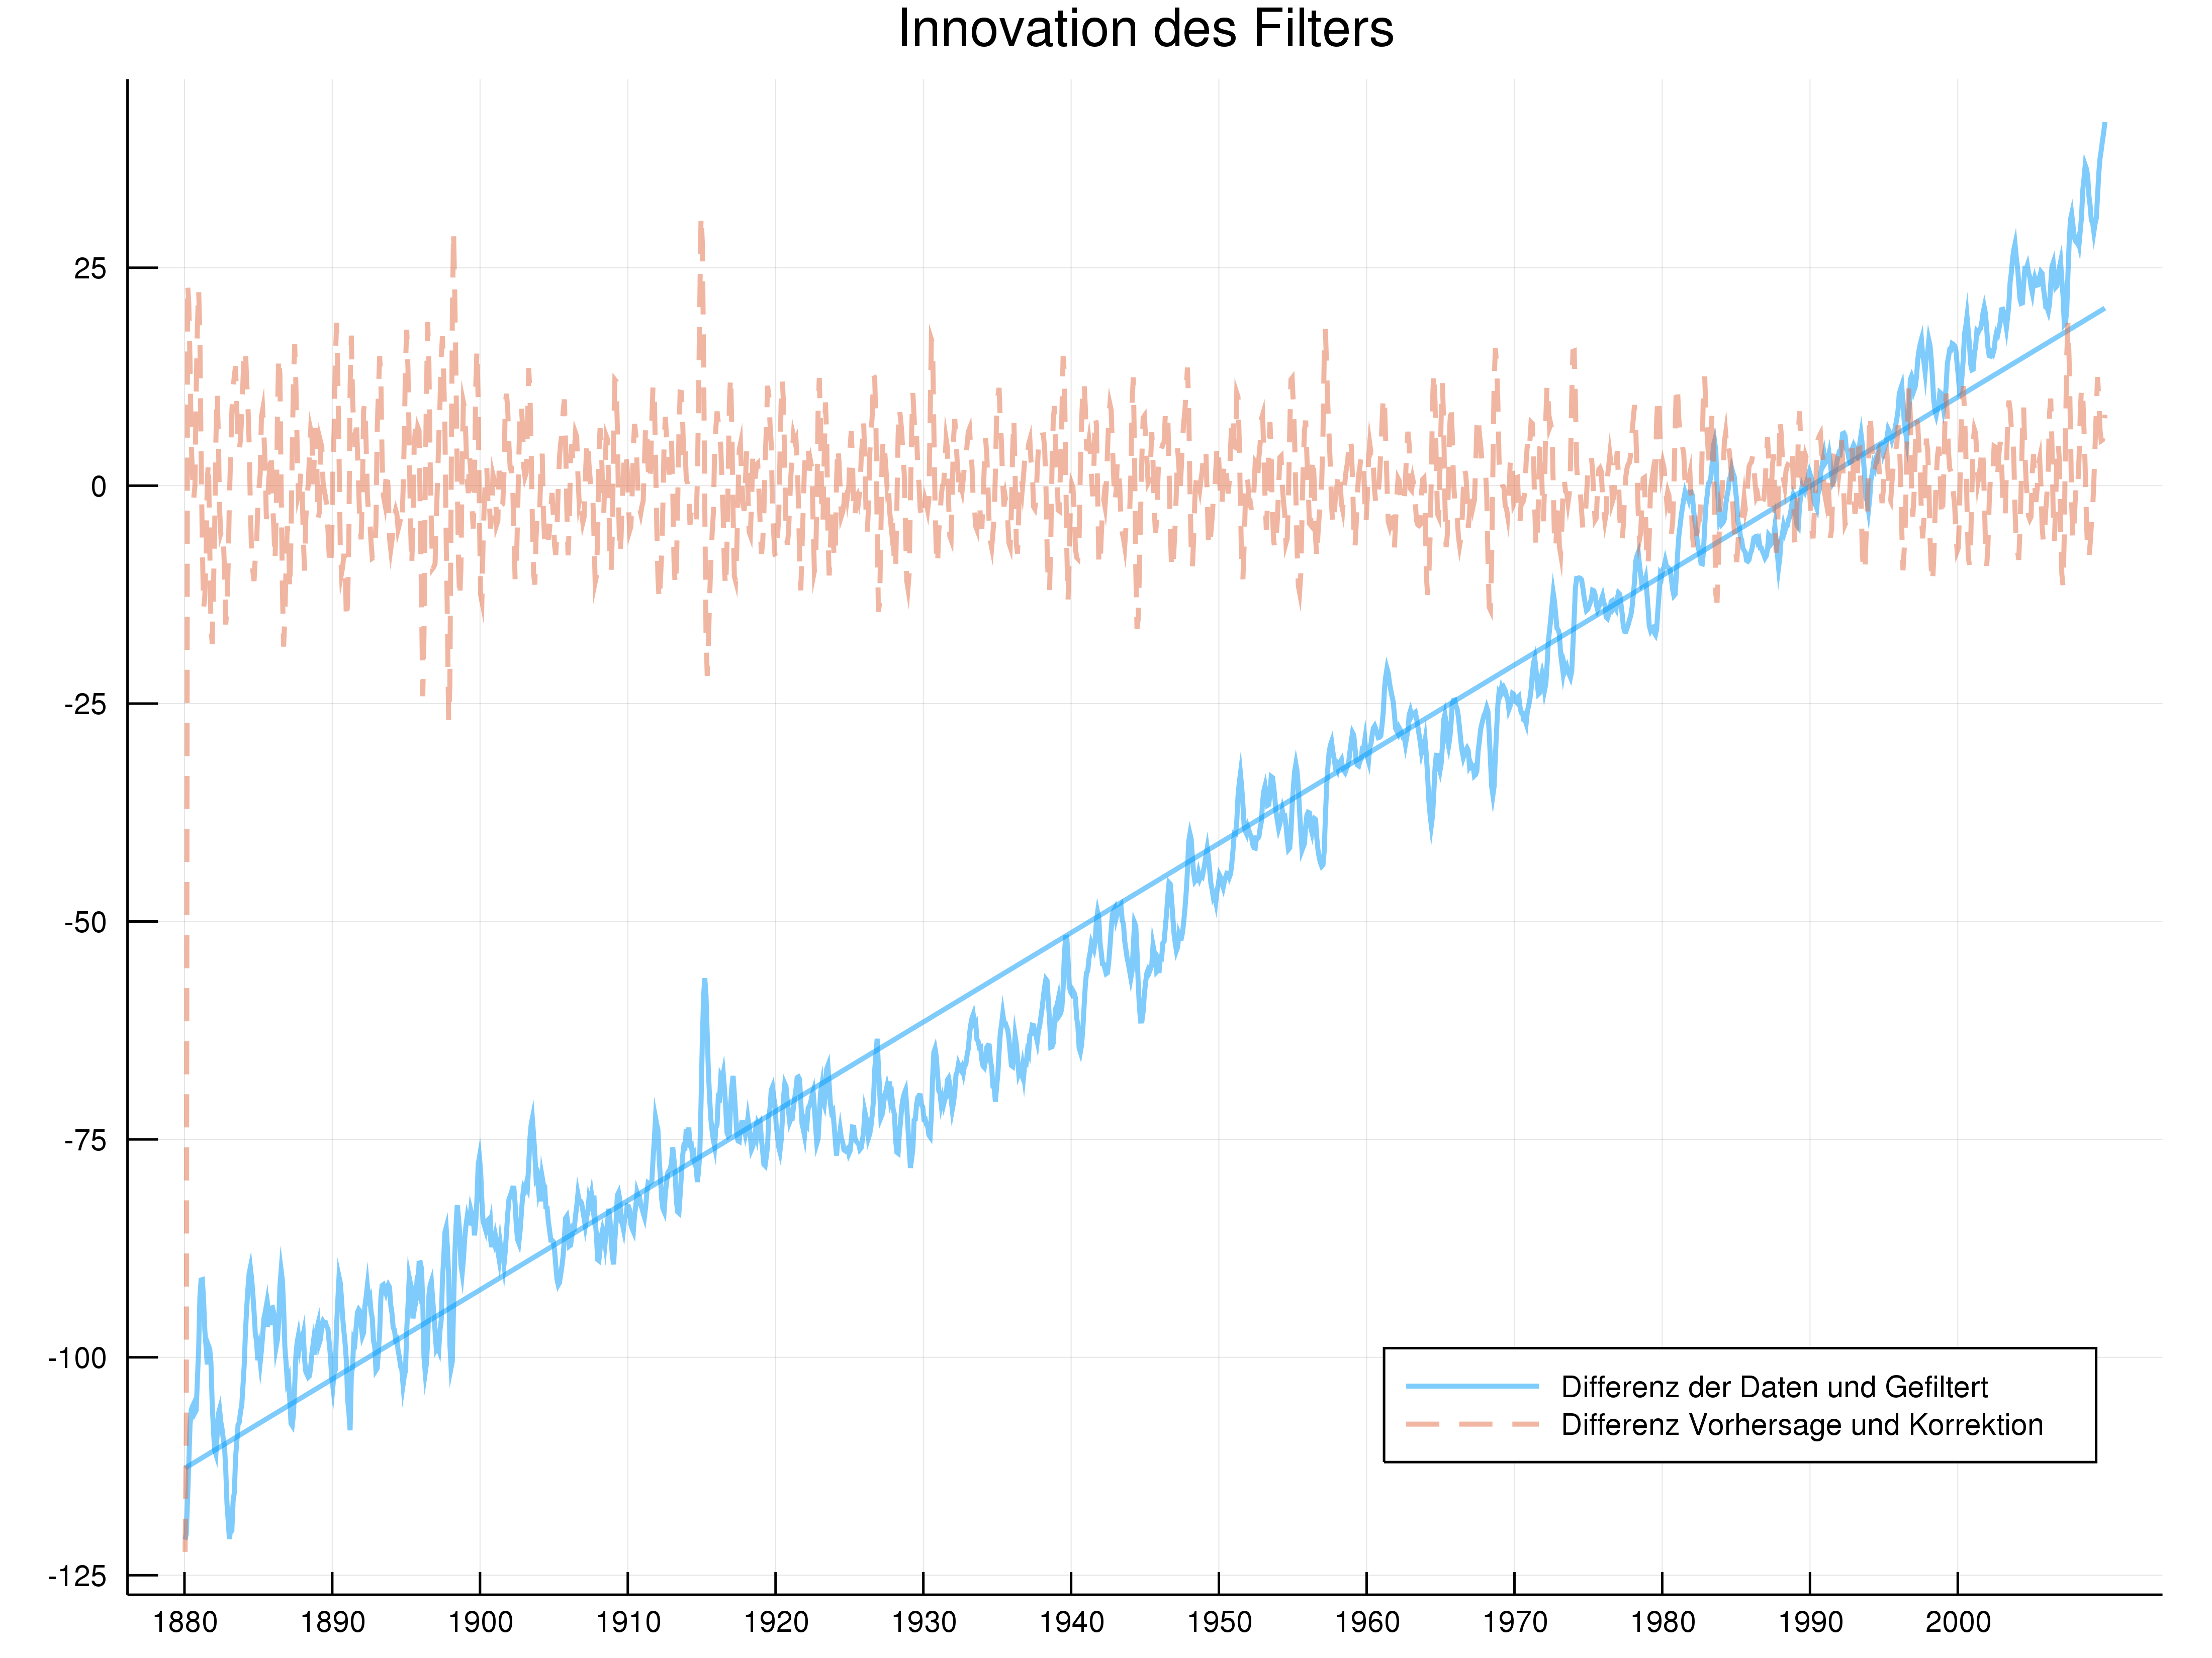 Innovation des Filters
25
0
-25
-50
-75
-100
-125
Differenz der Daten und Gefiltert
Differenz Vorhersage und Korrektion
1880 1890 1900 1910 1920 1930 1940 1950 1960 1970 1980 1990 2000